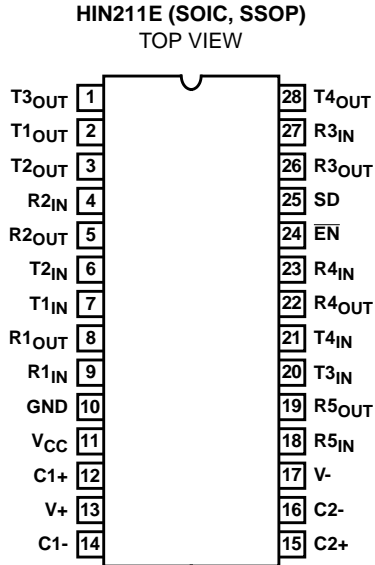 HIN211E (SOIC, SSOP)
TOP VIEW
T3OUT 1 28 T4OUT
T1OUT 2 27 R3IN
T2OUT 3 26 R3OUT
R2IN 4 25 SD
R2OUT 5 24 E̅N̅
T2IN 6 23 R4IN
T1IN 7 22 R4OUT
R1OUT 8 21 T4IN
R1IN 9 20 T3IN
GND 10 19 R5OUT
VCC 11 18 R5IN
C1+ 12 17 V-
V+ 13 16 C2-
C1- 14 15 C2+